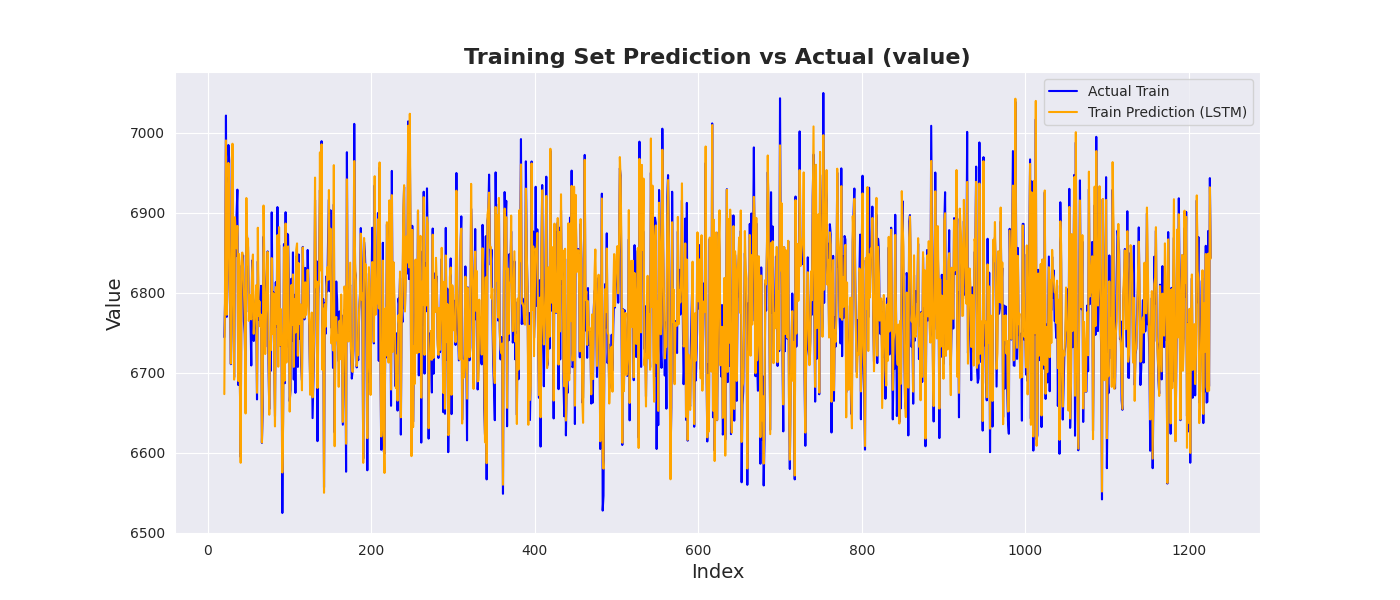 Training Set Prediction vs Actual (value)
Actual Train
Train Prediction (LSTM)
7000
6900
6800
6700
6600
6500
Value
0 200 400 600 800 1000 1200
Index